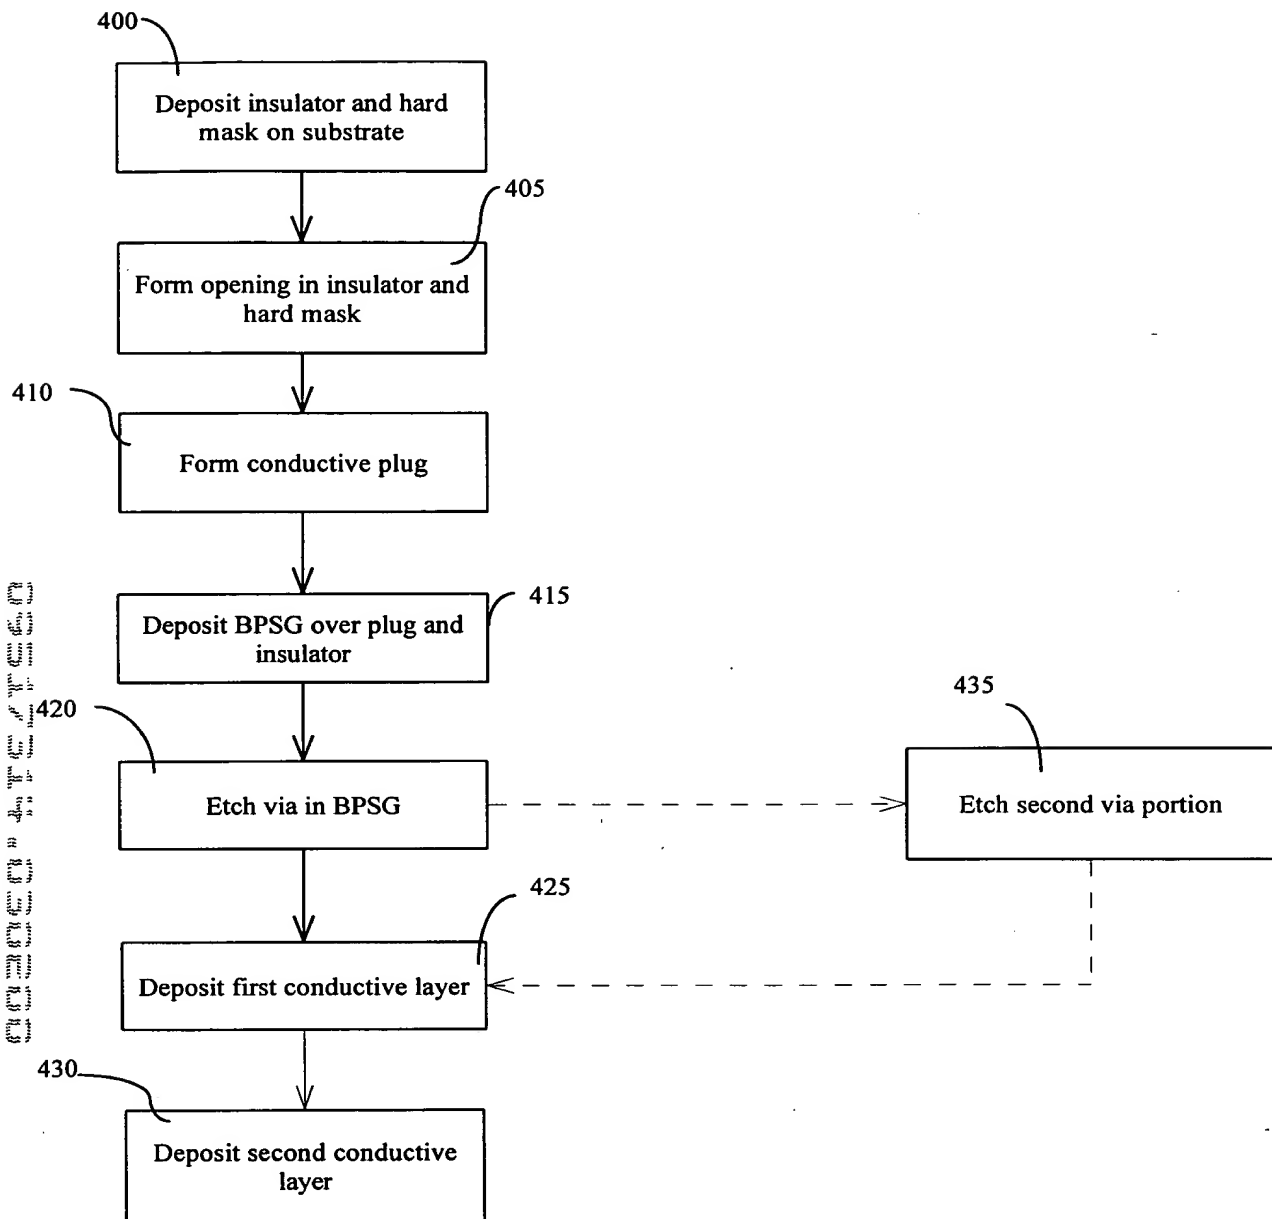 400
Deposit insulator and hard
mask on substrate
405
Form opening in insulator and
hard mask
410
Form conductive plug
415
Deposit BPSG over plug and
insulator
420
Etch via in BPSG
435
Etch second via portion
425
Deposit first conductive layer
430
Deposit second conductive
layer